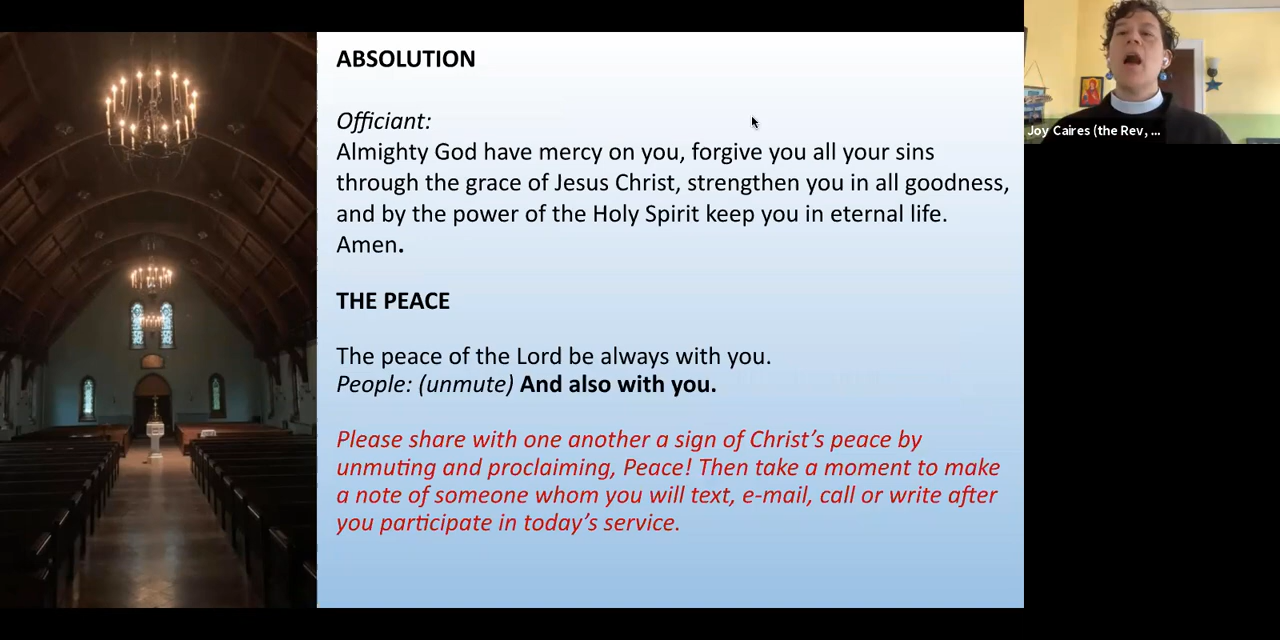 ABSOLUTION
Officiant:
Almighty God have mercy on you, forgive you all your sins
through the grace of Jesus Christ, strengthen you in all goodness,
and by the power of the Holy Spirit keep you in eternal life.
Amen.
THE PEACE
The peace of the Lord be always with you.
People: (unmute) And also with you.
Please share with one another a sign of Christ’s peace by
unmuting and proclaiming, Peace! Then take a moment to make
a note of someone whom you will text, e-mail, call or write after
you participate in today’s service.
Joy Caires (the Rev, ...